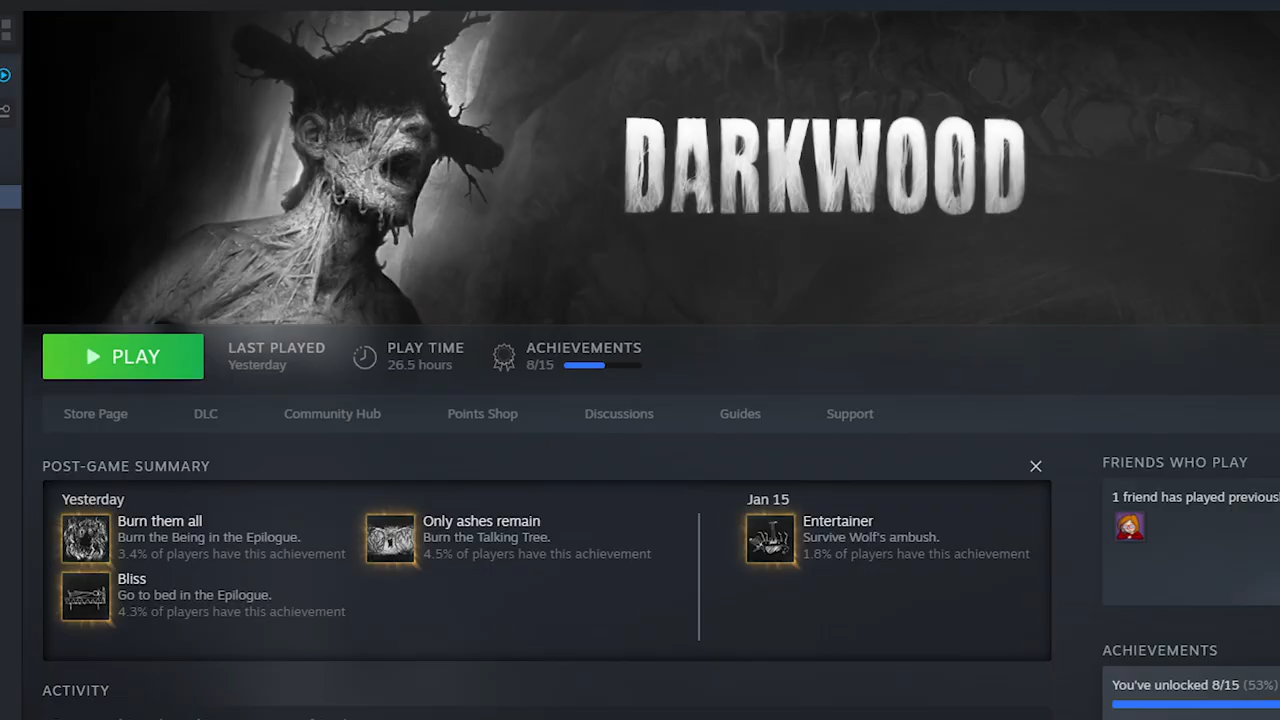 DARKWOOD
PLAY
LAST PLAYED
Yesterday
PLAY TIME
26.5 hours
ACHIEVEMENTS
8/15
Store Page
DLC
Community Hub
Points Shop
Discussions
Guides
Support
POST-GAME SUMMARY
Yesterday
Burn them all
Burn the Being in the Epilogue.
3.4% of players have this achievement
Only ashes remain
Burn the Talking Tree.
4.5% of players have this achievement
Bliss
Go to bed in the Epilogue.
4.3% of players have this achievement
Jan 15
Entertainer
Survive Wolf's ambush.
1.8% of players have this achievement
ACTIVITY
FRIENDS WHO PLAY
1 friend has played previous
ACHIEVEMENTS
You've unlocked 8/15 (53%)